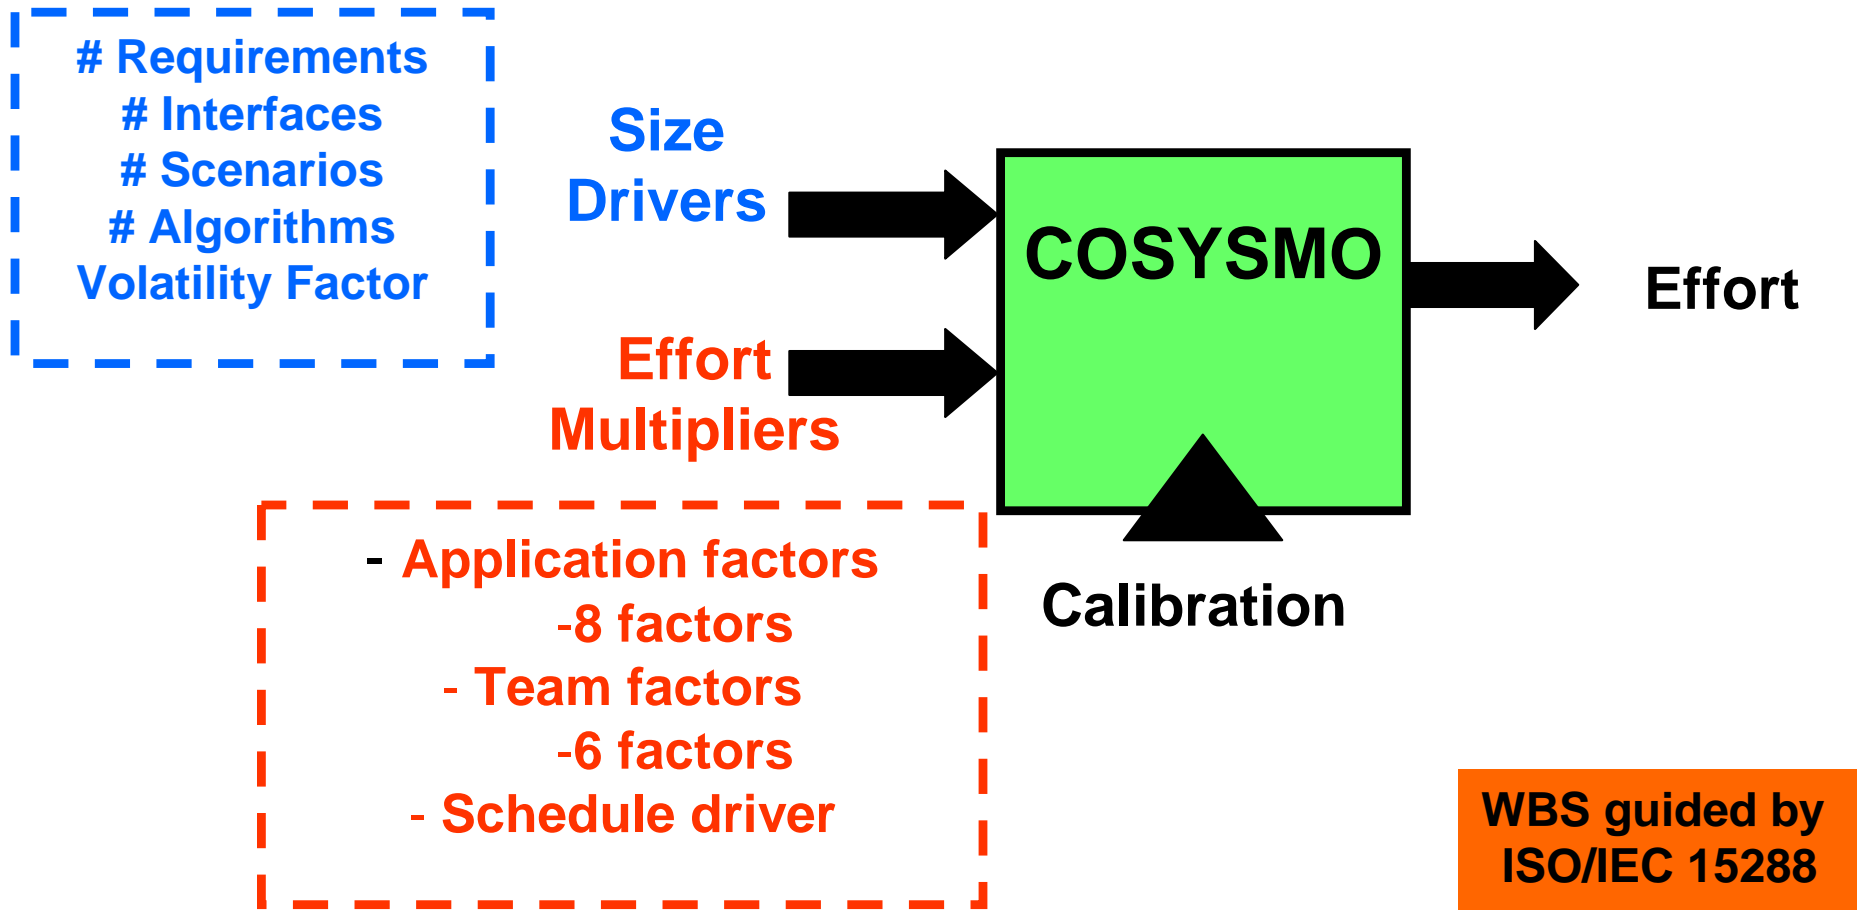 # Requirements
# Interfaces
# Scenarios
# Algorithms
Volatility Factor
Size
Drivers
Effort
Multipliers
- Application factors
-8 factors
- Team factors
-6 factors
- Schedule driver
COSYSMO
Calibration
Effort
WBS guided by
ISO/IEC 15288